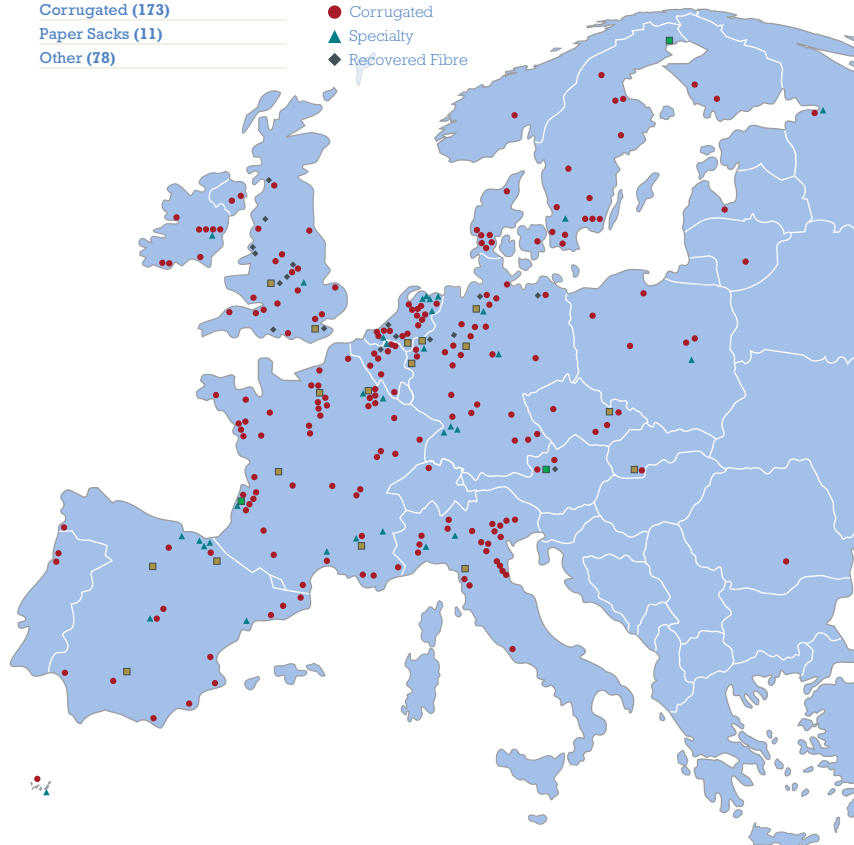 Corrugated (173)
Paper Sacks (11)
Other (78)
Corrugated
Specialty
Recovered Fibre